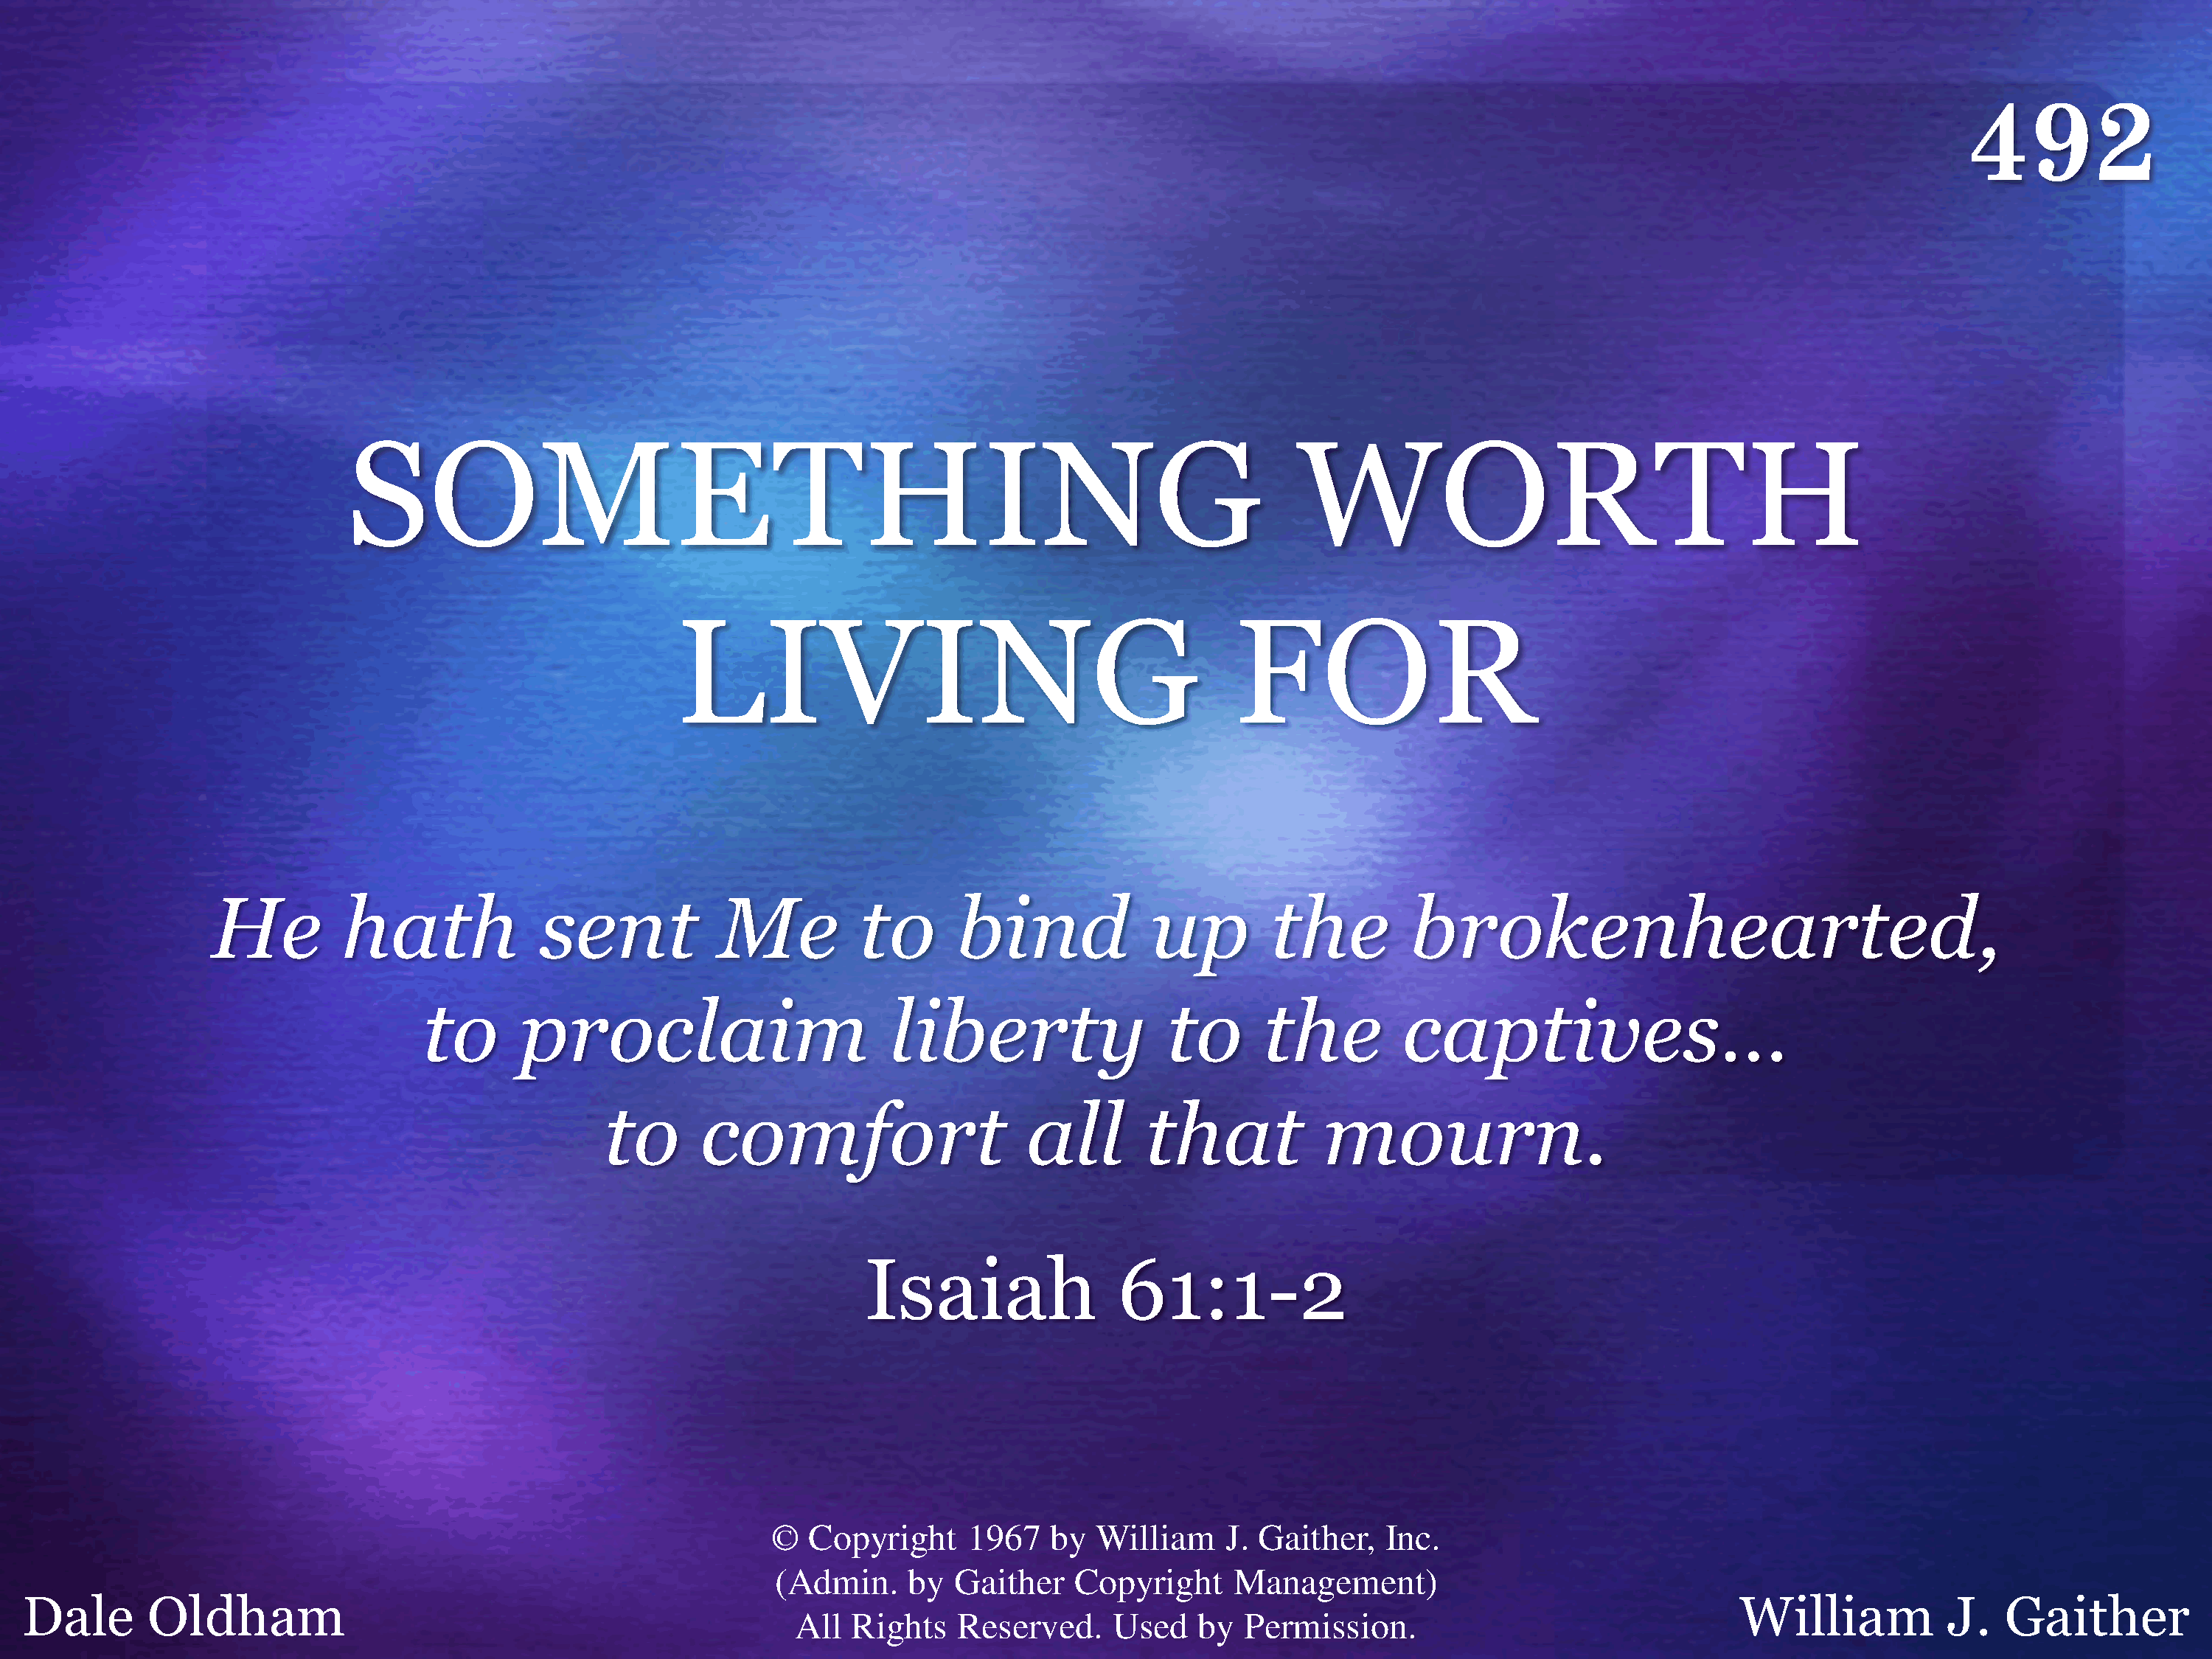 492
SOMETHING WORTH
LIVING FOR
He hath sent Me to bind up the brokenhearted,
to proclaim liberty to the captives...
to comfort all that mourn.
Isaiah 61:1-2
© Copyright 1967 by William J. Gaither, Inc.
(Admin. by Gaither Copyright Management)
All Rights Reserved. Used by Permission.
Dale Oldham
William J. Gaither